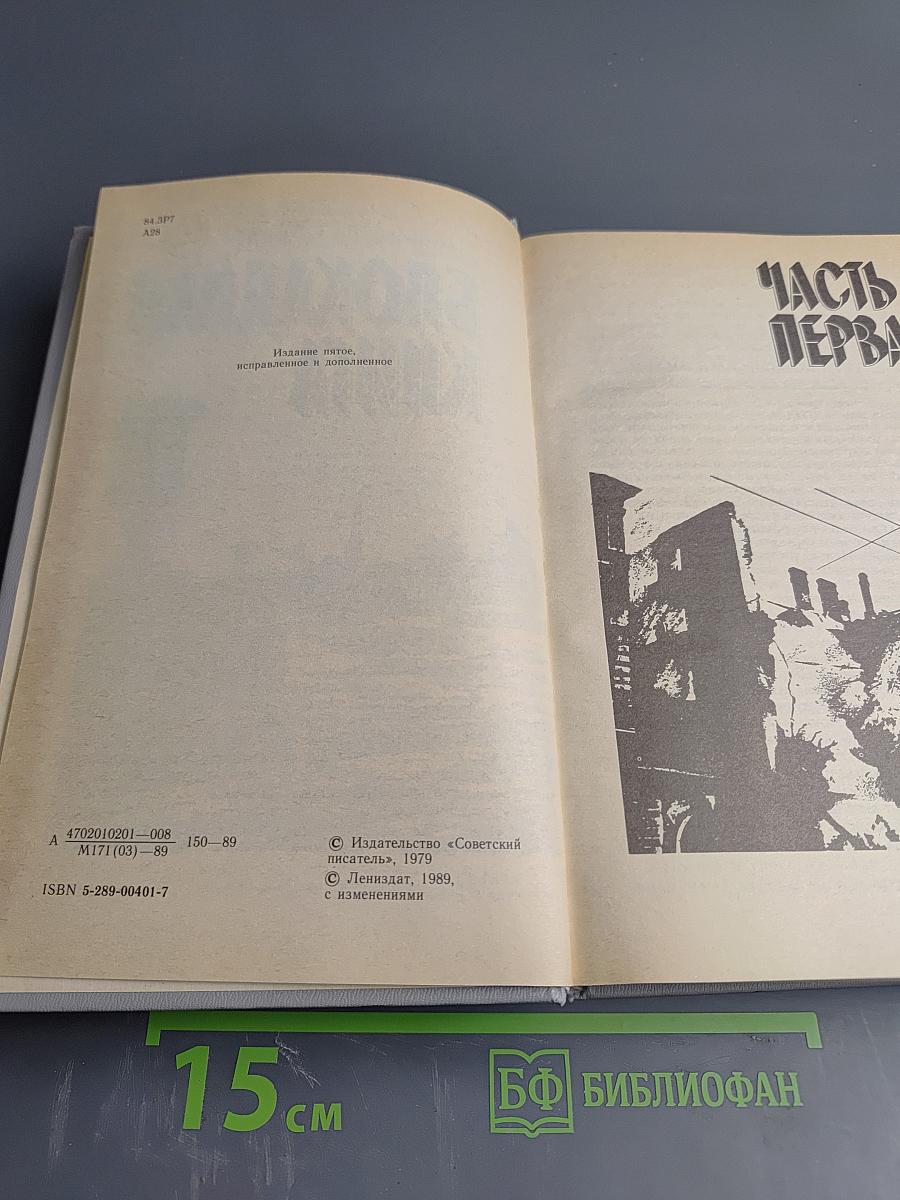 84.3Р7
А28
Издание пятое,
исправленное и дополненное
А 4702010201—008 150—89
М171(03)—89
ISBN 5-289-00401-7
© Издательство «Советский
писатель», 1979
© Лениздат, 1989,
с изменениями
ЧАСТЬ
ПЕРВА
15 см
БФ БИБЛИОФАН